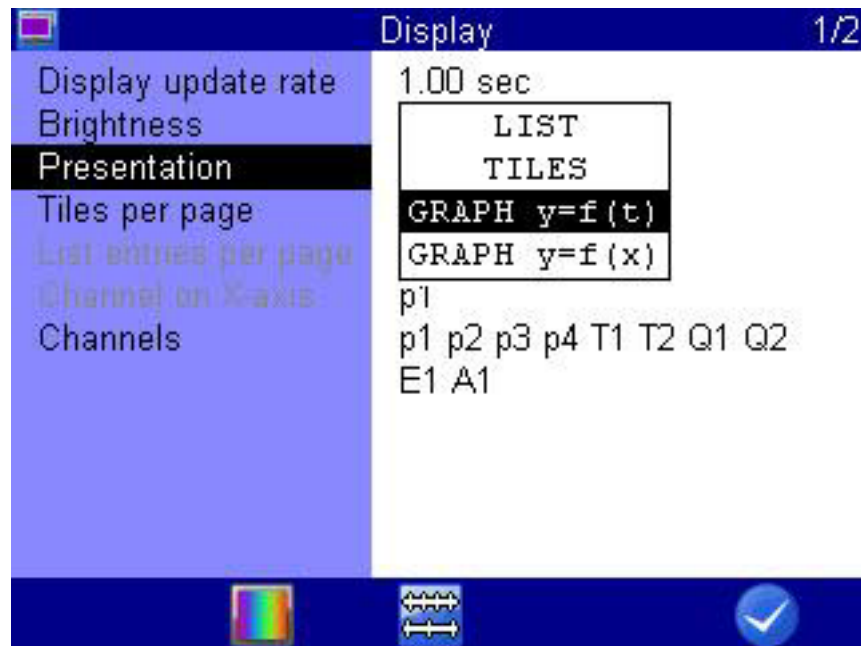 Display 1/2
Display update rate 1.00 sec
Brightness LIST
Presentation TILES
Tiles per page GRAPH y=f(t)
List entries per page GRAPH y=f(x)
Channel on X-axis p1
Channels p1 p2 p3 p4 T1 T2 Q1 Q2
E1 A1